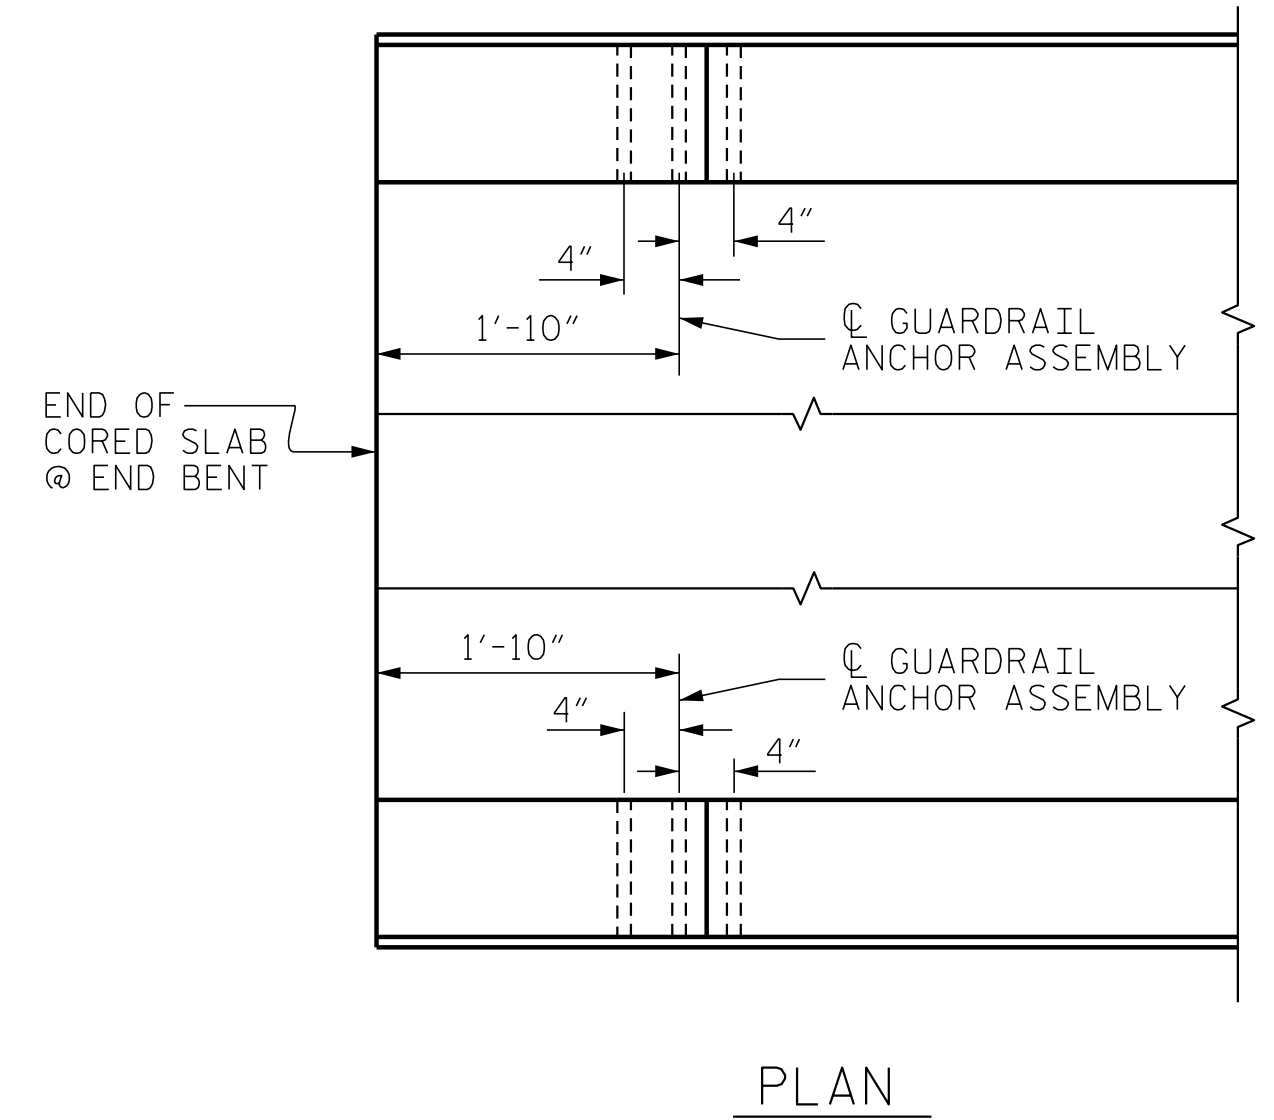 4"
4"
1'-10"
℄ GUARDRAIL
ANCHOR ASSEMBLY
END OF
CORED SLAB
@ END BENT
1'-10"
℄ GUARDRAIL
ANCHOR ASSEMBLY
4"
4"
PLAN